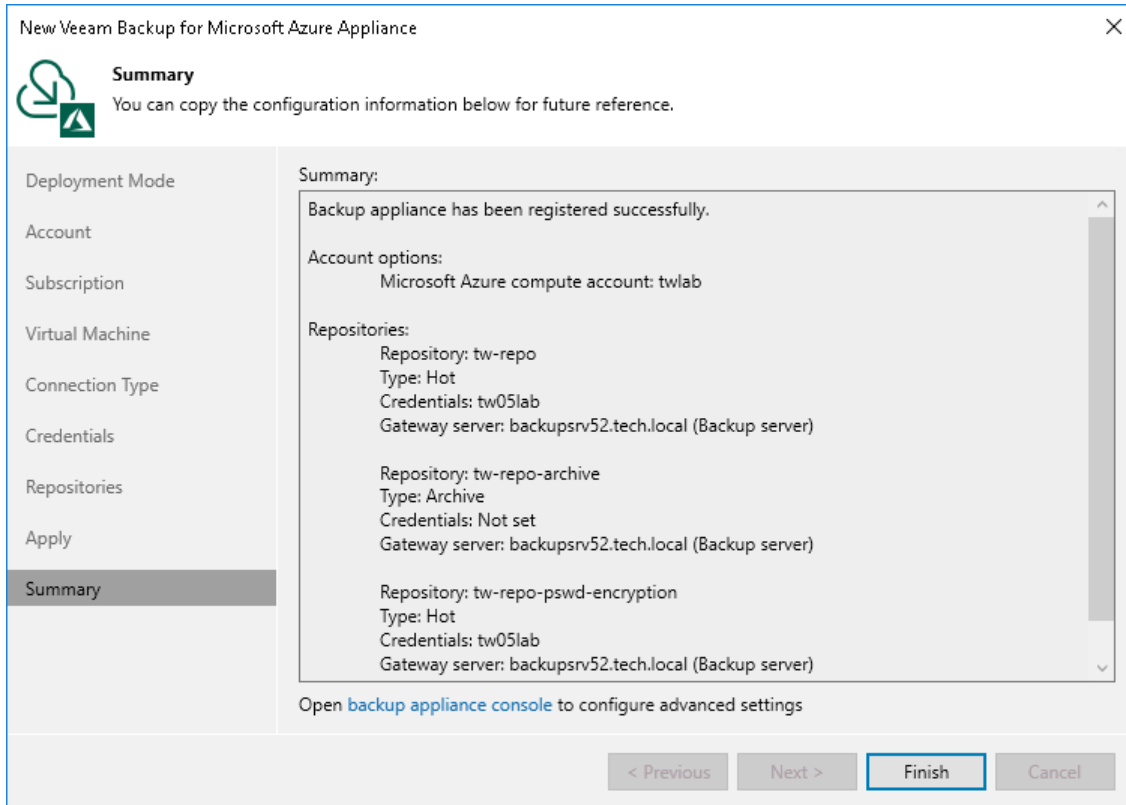 New Veeam Backup for Microsoft Azure Appliance
Summary
You can copy the configuration information below for future reference.
Deployment Mode
Account
Subscription
Virtual Machine
Connection Type
Credentials
Repositories
Apply
Summary
Summary:
Backup appliance has been registered successfully.
Account options:
Microsoft Azure compute account: twlab
Repositories:
Repository: tw-repo
Type: Hot
Credentials: tw05lab
Gateway server: backupsrv52.tech.local (Backup server)
Repository: tw-repo-archive
Type: Archive
Credentials: Not set
Gateway server: backupsrv52.tech.local (Backup server)
Repository: tw-repo-pswd-encryption
Type: Hot
Credentials: tw05lab
Gateway server: backupsrv52.tech.local (Backup server)
Open backup appliance console to configure advanced settings
< Previous
Next >
Finish
Cancel